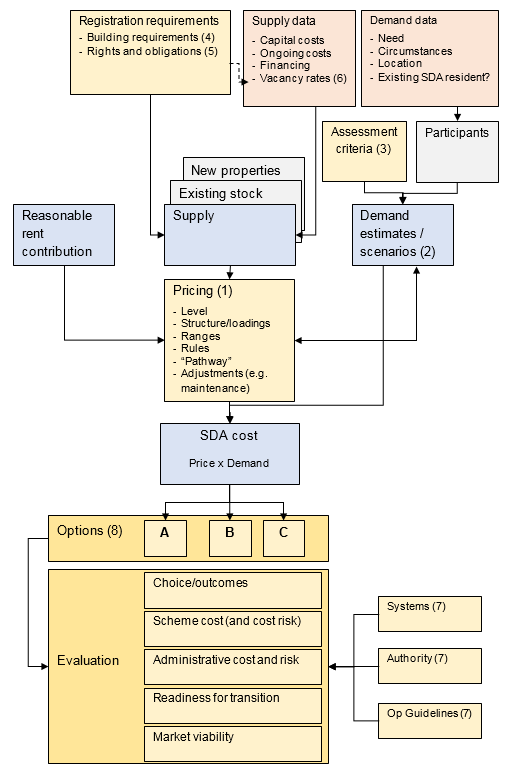 Registration requirements
- Building requirements (4)
- Rights and obligations (5)
Supply data
- Capital costs
- Ongoing costs
- Financing
- Vacancy rates (6)
Demand data
- Need
- Circumstances
- Location
- Existing SDA resident?
Assessment
criteria (3)
Participants
New properties
Existing stock
Supply
Reasonable
rent
contribution
Demand
estimates /
scenarios (2)
Pricing (1)
- Level
- Structure/loadings
- Ranges
- Rules
- “Pathway”
- Adjustments (e.g.
maintenance)
SDA cost
Price x Demand
Options (8)
A
B
C
Evaluation
Choice/outcomes
Scheme cost (and cost risk)
Administrative cost and risk
Readiness for transition
Market viability
Systems (7)
Authority (7)
Op Guidelines (7)